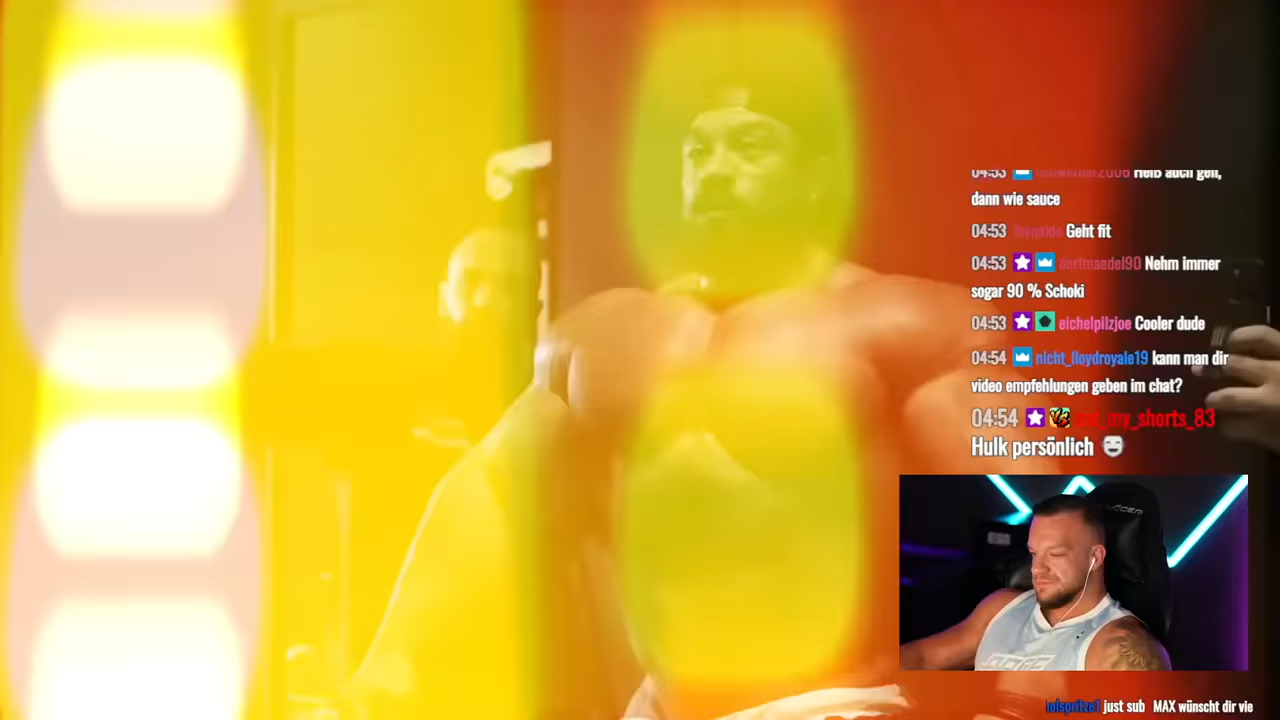 04:53 Heiß auch geil,
dann wie sauce
04:53 Geht fit
04:53 dorfmaedel90 Nehm immer
sogar 90 % Schoki
04:53 eichelpilzjoe Cooler dude
04:54 nicht_lloydroyale19 kann man dir
video empfehlungen geben im chat?
04:54 eat_my_shorts_83
Hulk persönlich
just sub MAX wünscht dir vie